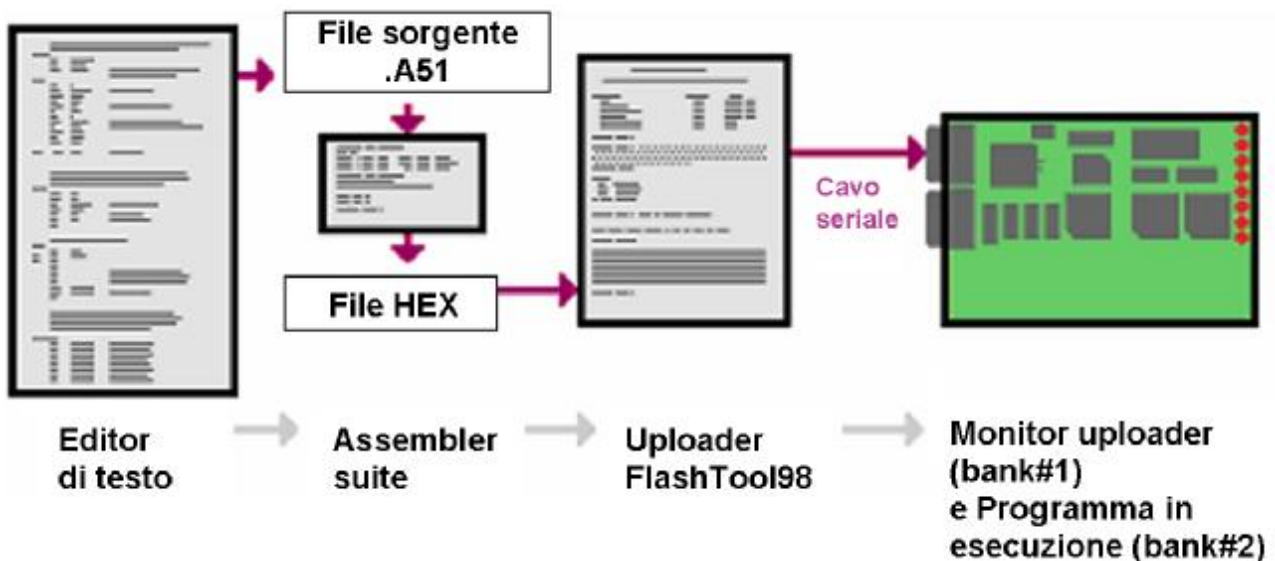 File sorgente
.A51
File HEX
Cavo
seriale
Editor
di testo
Assembler
suite
Uploader
FlashTool98
Monitor uploader
(bank#1)
e Programma in
esecuzione (bank#2)